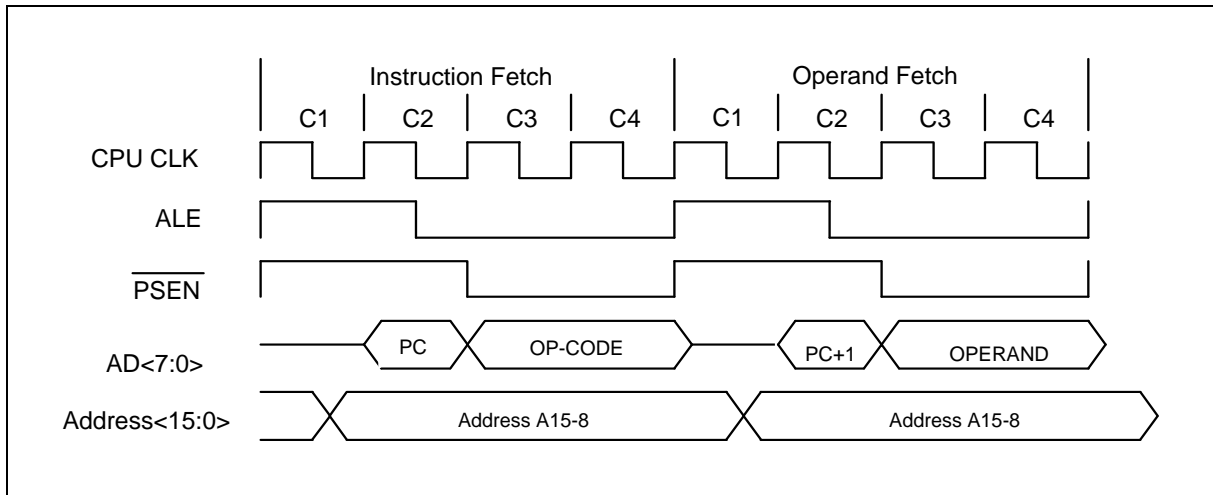 Instruction Fetch Operand Fetch
C1 C2 C3 C4 C1 C2 C3 C4
CPU CLK
ALE
PSEN
PC OP-CODE PC+1 OPERAND
AD<7:0>
Address<15:0> Address A15-8 Address A15-8